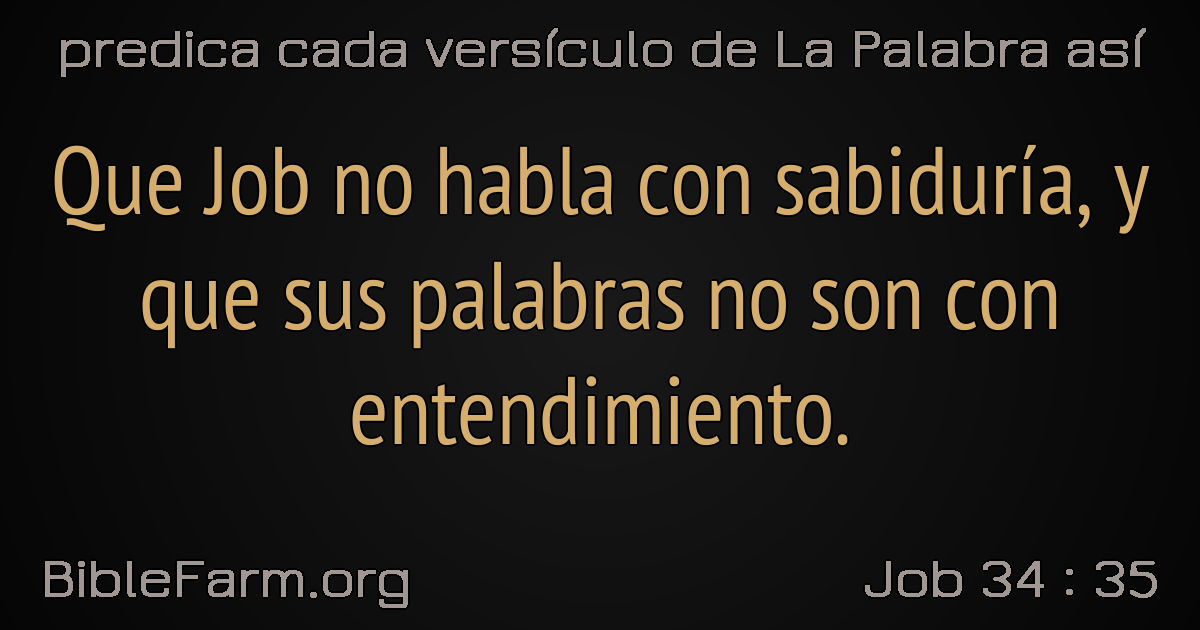 predica cada versículo de La Palabra así
Que Job no habla con sabiduría, y
que sus palabras no son con
entendimiento.
BibleFarm.org
Job 34 : 35